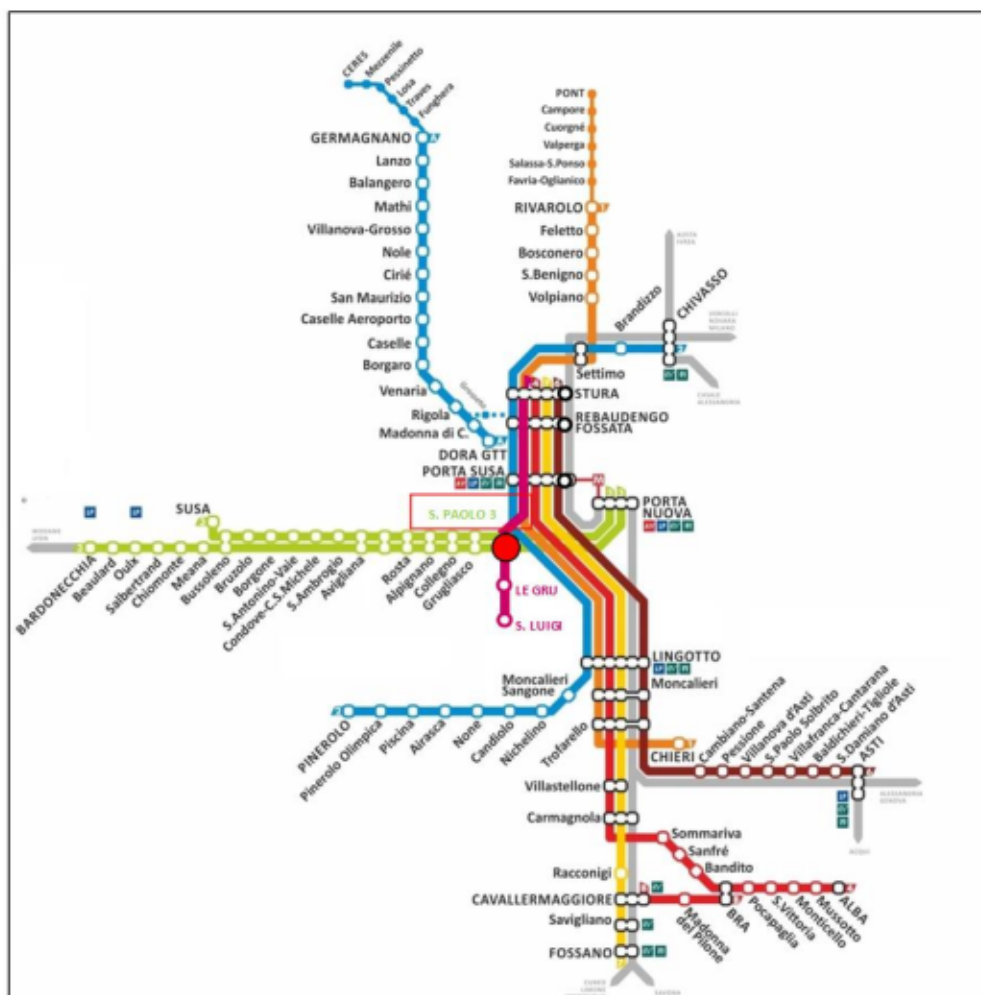 CERES
Mezzenile
Pessinetto
Losa
Traves
Funghera
GERMAGNANO
Lanzo
Balangero
Mathi
Villanova-Grosso
Nole
Cirié
San Maurizio
Caselle Aeroporto
Caselle
Borgaro
Venaria
Rigola
Madonna di C.
DORA GTT
PORTA SUSA
PONT
Campore
Cuorgné
Valperga
Salassa-S.Ponso
Favria-Oglianico
RIVAROLO
Feletto
Bosconero
S.Benigno
Volpiano
Brandizzo
CHIVASSO
Settimo
STURA
REBAUDENGO
FOSSATA
PORTA
NUOVA
S. PAOLO 3
SUSA
BARDONECCHIA
Beaulard
Oulx
Salbertrand
Chiomonte
Meana
Bussoleno
Bruzolo
Borgone
S.Antonino-Vaie
Condove-C.S.Michele
S.Ambrogio
Avigliana
Rosta
Alpignano
Collegno
Grugliasco
LE GRU
S. LUIGI
LINGOTTO
Moncalieri
Sangone
Moncalieri
PINEROLO
Pinerolo Olimpica
Piscina
Airasca
None
Candiolo
Nichelino
Trofarello
CHIERI
Cambiano-Santena
Pessione
Villanova d'Asti
S.Paolo Solbrito
Villafranca-Cantarana
Baldichieri-Tigliole
S.Damiano d'Asti
ASTI
Villastellone
Carmagnola
Sommariva
Sanfré
Bandito
Racconigi
CAVALLERMAGGIORE
Madonna
del Pilone
BRA
Pocapaglia
S.Vittoria
Monticello
Mussotto
ALBA
Savigliano
FOSSANO